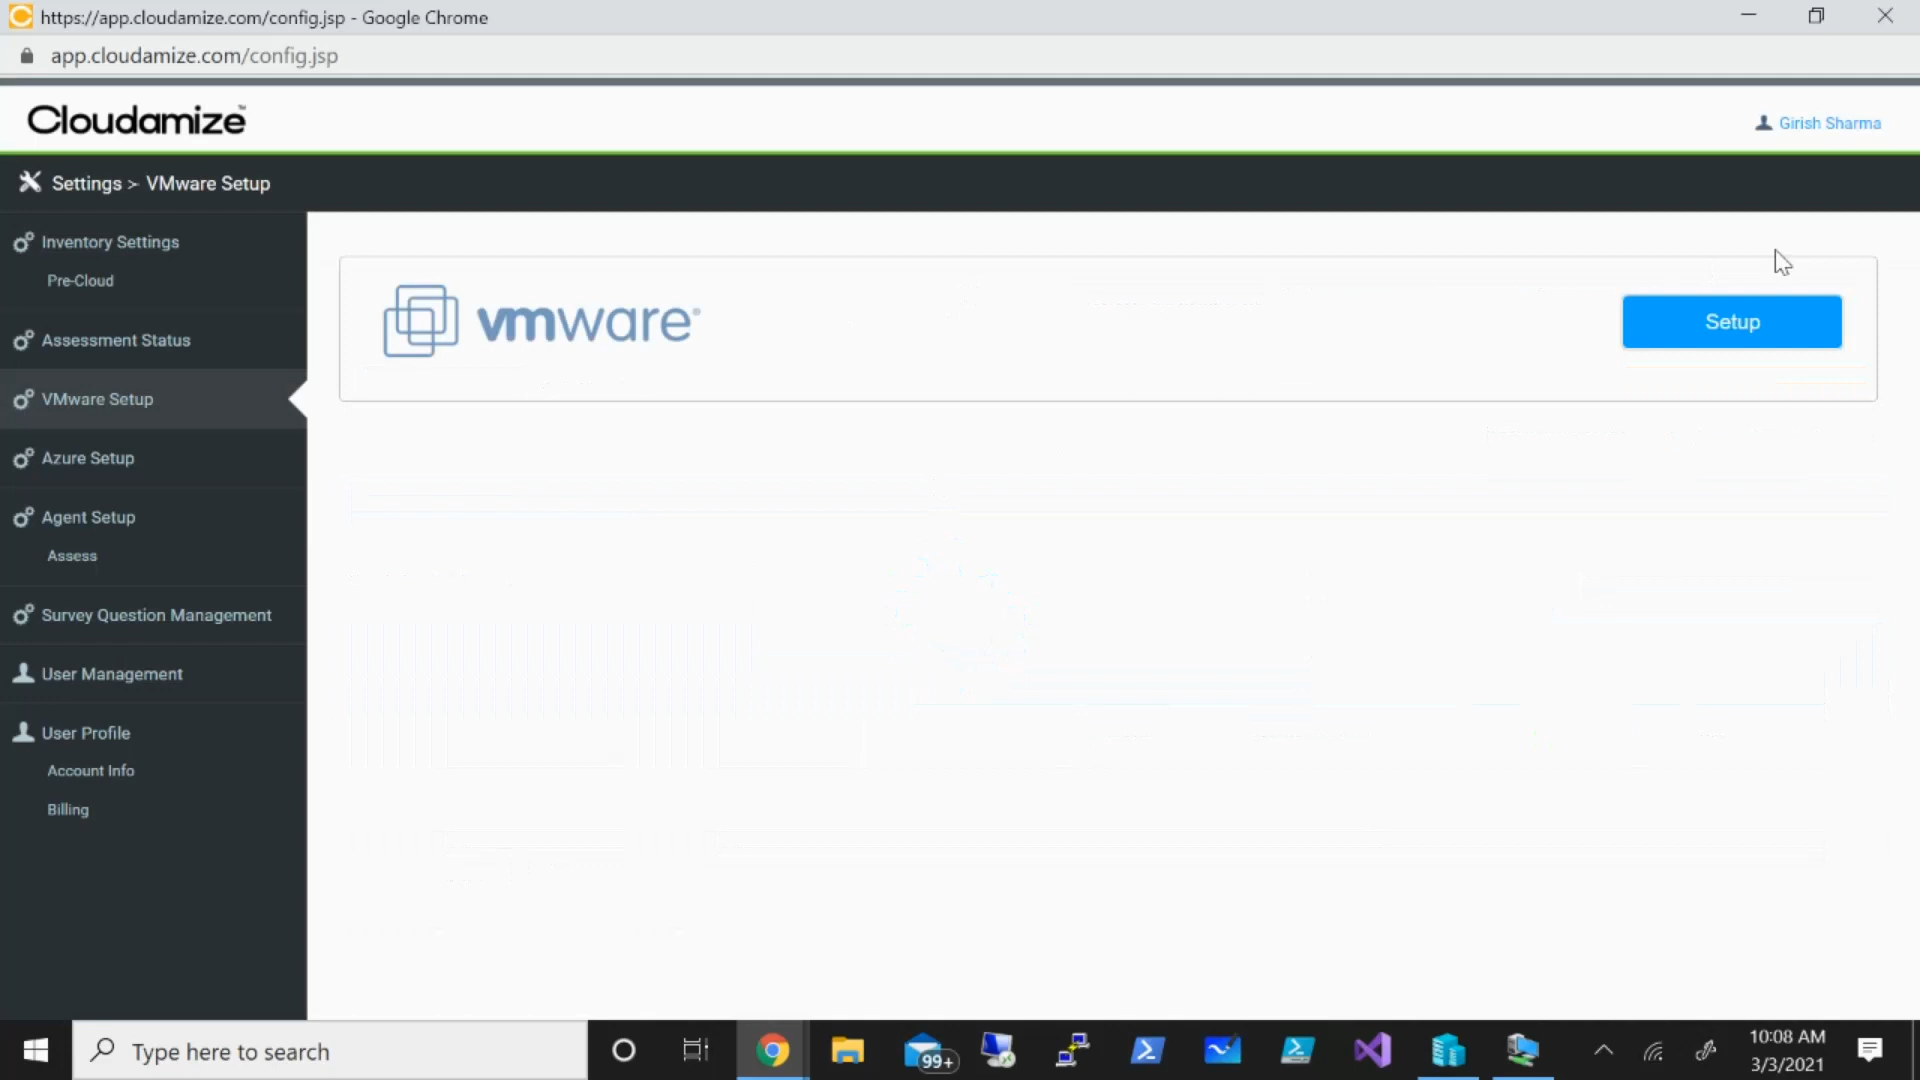 https://app.cloudamize.com/config.jsp - Google Chrome
app.cloudamize.com/config.jsp
Cloudamize™
Girish Sharma
Settings > VMware Setup
Inventory Settings
Pre-Cloud
Assessment Status
VMware Setup
Azure Setup
Agent Setup
Assess
Survey Question Management
User Management
User Profile
Account Info
Billing
vmware®
Setup
Type here to search
99+
10:08 AM
3/3/2021